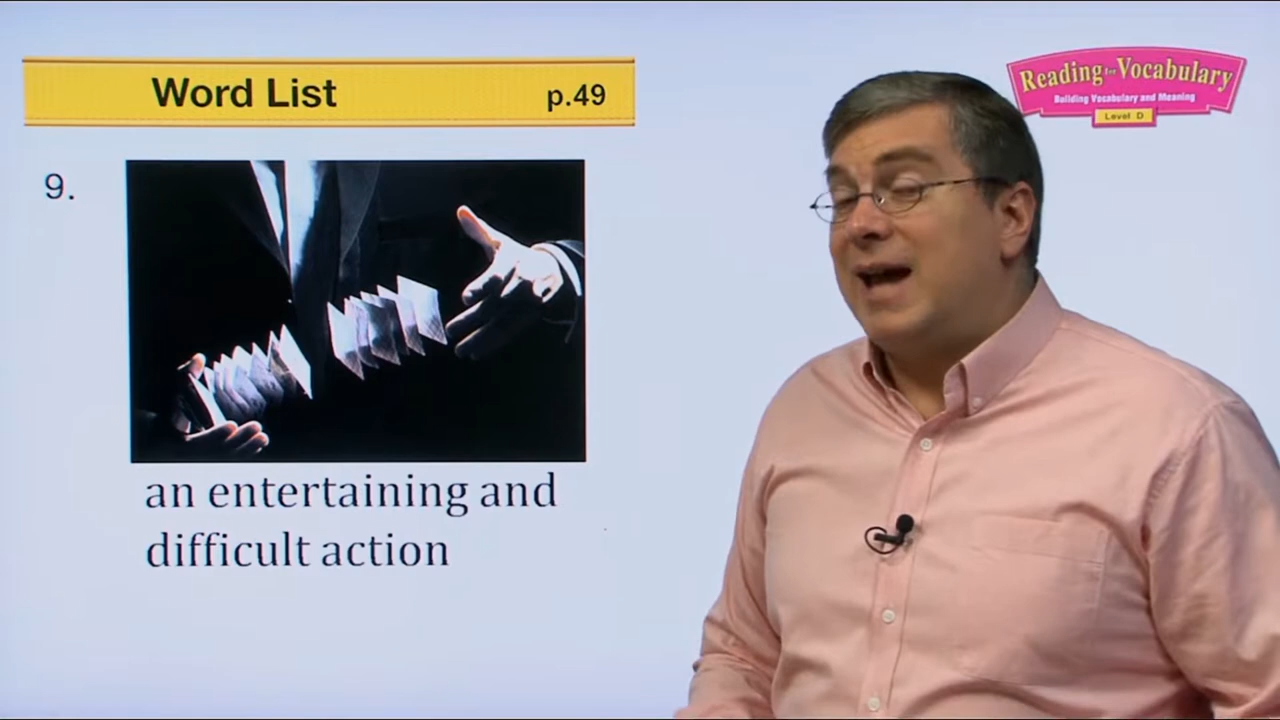 Word List p.49
Reading for Vocabulary
Building Vocabulary and Meaning
Level D
9.
an entertaining and
difficult action